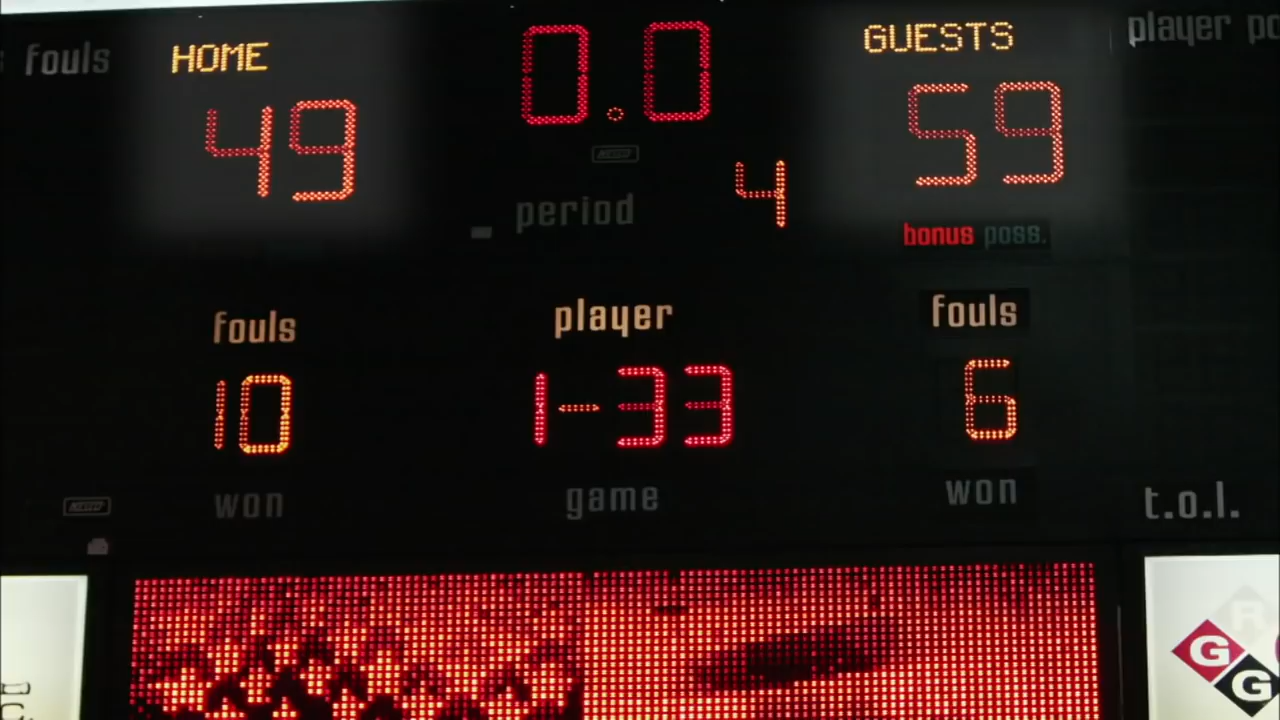 fouls
HOME
0.0
GUESTS
player
49
59
period
4
bonus poss.
fouls
player
fouls
10
1-33
6
won
game
won
t.o.l.
R
G
G